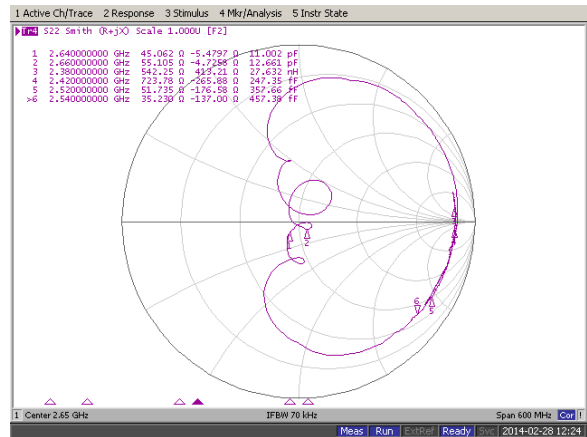 1 Active Ch/Trace 2 Response 3 Stimulus 4 Mkr/Analysis 5 Instr State
Tr4 S22 Smith (R+jX) Scale 1.000U [F2]
1 2.640000000 GHz 45.062 Ω -5.4797 Ω 11.002 pF
2 2.660000000 GHz 55.105 Ω -4.7258 Ω 12.661 pF
3 2.380000000 GHz 542.25 Ω 413.21 Ω 27.632 nH
4 2.420000000 GHz 723.78 Ω -265.88 Ω 247.35 fF
5 2.520000000 GHz 51.735 Ω -176.58 Ω 357.66 fF
>6 2.540000000 GHz 35.230 Ω -137.00 Ω 457.38 fF
3
4
1
2
6
5
1 Center 2.65 GHz IFBW 70 kHz Span 600 MHz Cor !
Meas Run ExtRef Ready Svc 2014-02-28 12:24